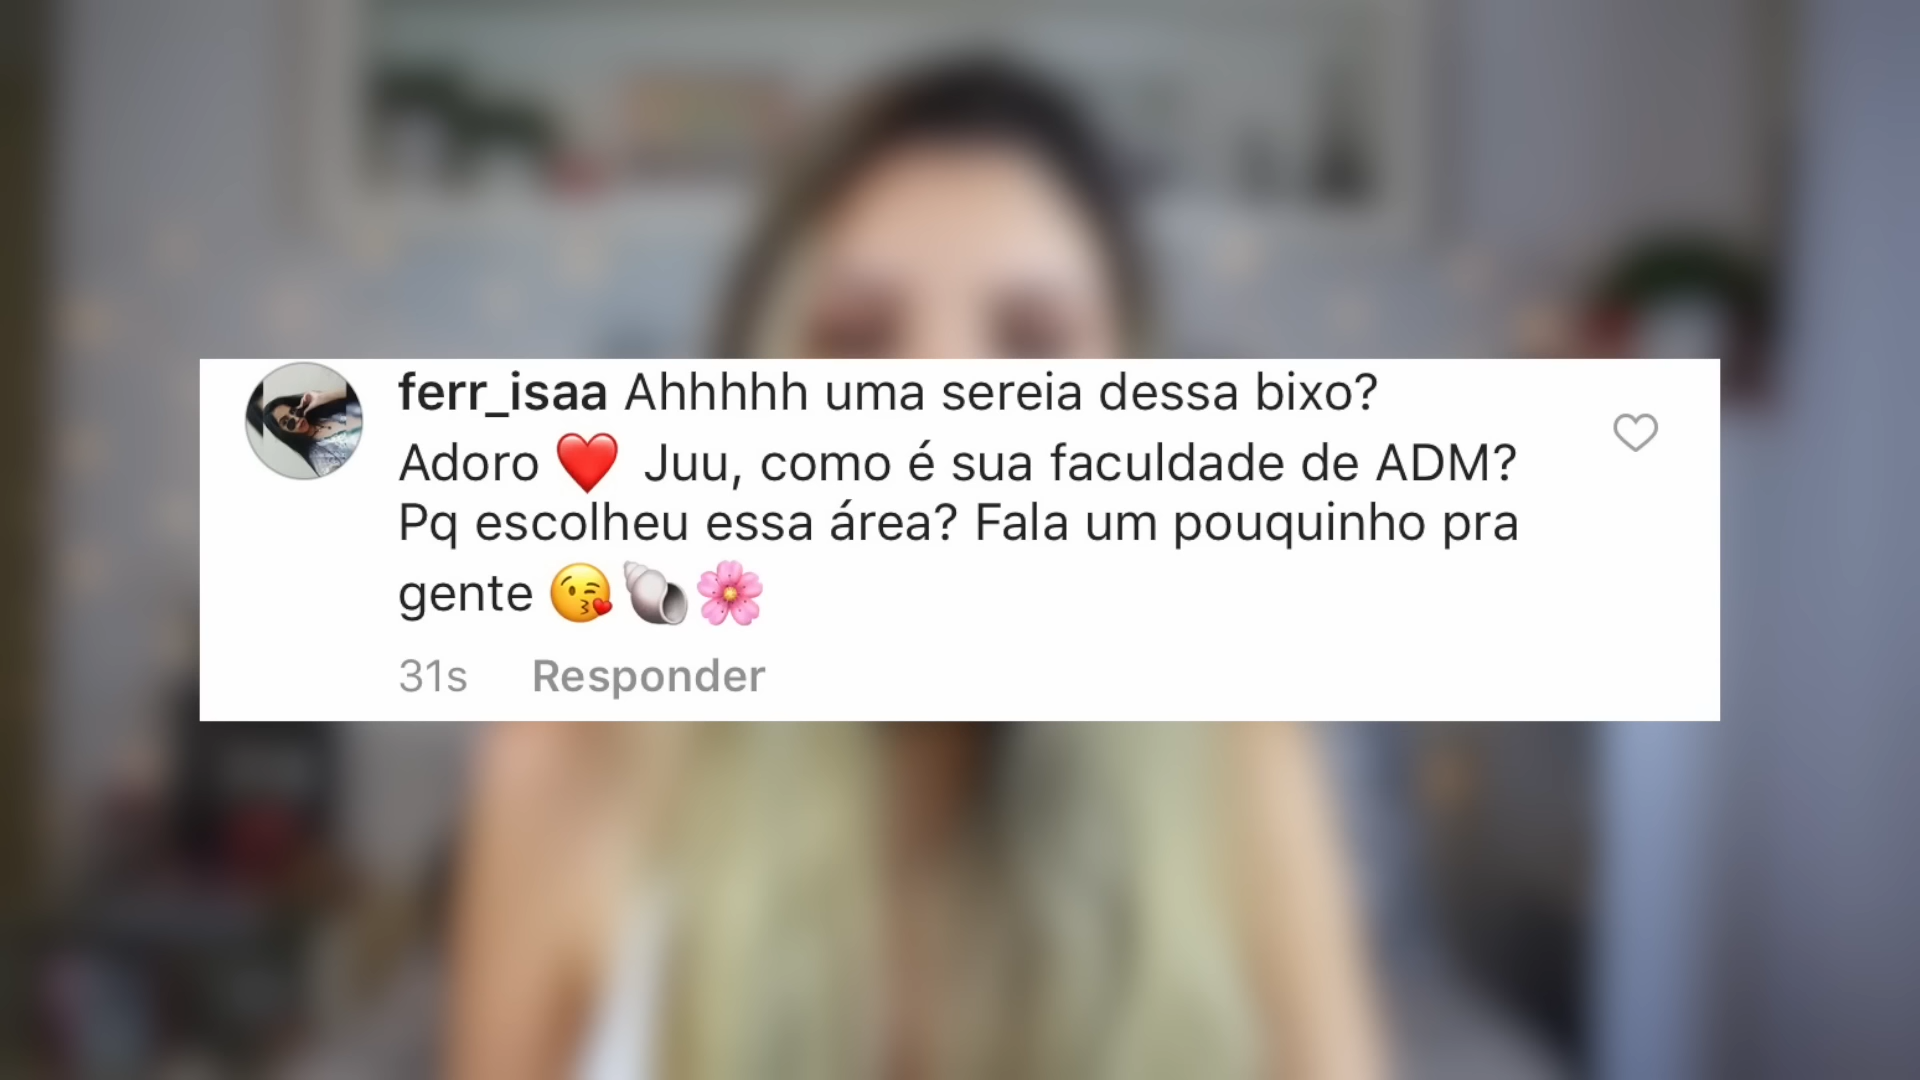 ferr_isaa Ahhhhh uma sereia dessa bixo?
Adoro ❤️ Juu, como é sua faculdade de ADM?
Pq escolheu essa área? Fala um pouquinho pra
gente 😘🐚🌸
31s Responder